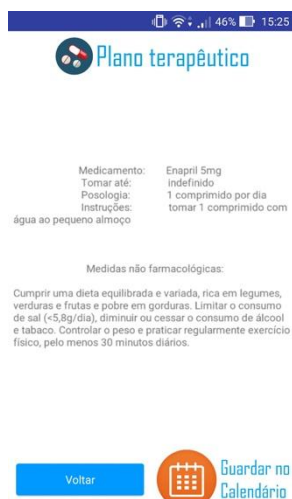 46% 15:25
Plano terapêutico
Medicamento: Enapril 5mg
Tomar até: indefinido
Posologia: 1 comprimido por dia
Instruções: tomar 1 comprimido com
água ao pequeno almoço
Medidas não farmacológicas:
Cumprir uma dieta equilibrada e variada, rica em legumes,
verduras e frutas e pobre em gorduras. Limitar o consumo
de sal (<5,8g/dia), diminuir ou cessar o consumo de álcool
e tabaco. Controlar o peso e praticar regularmente exercício
físico, pelo menos 30 minutos diários.
Voltar
Guardar no
Calendário